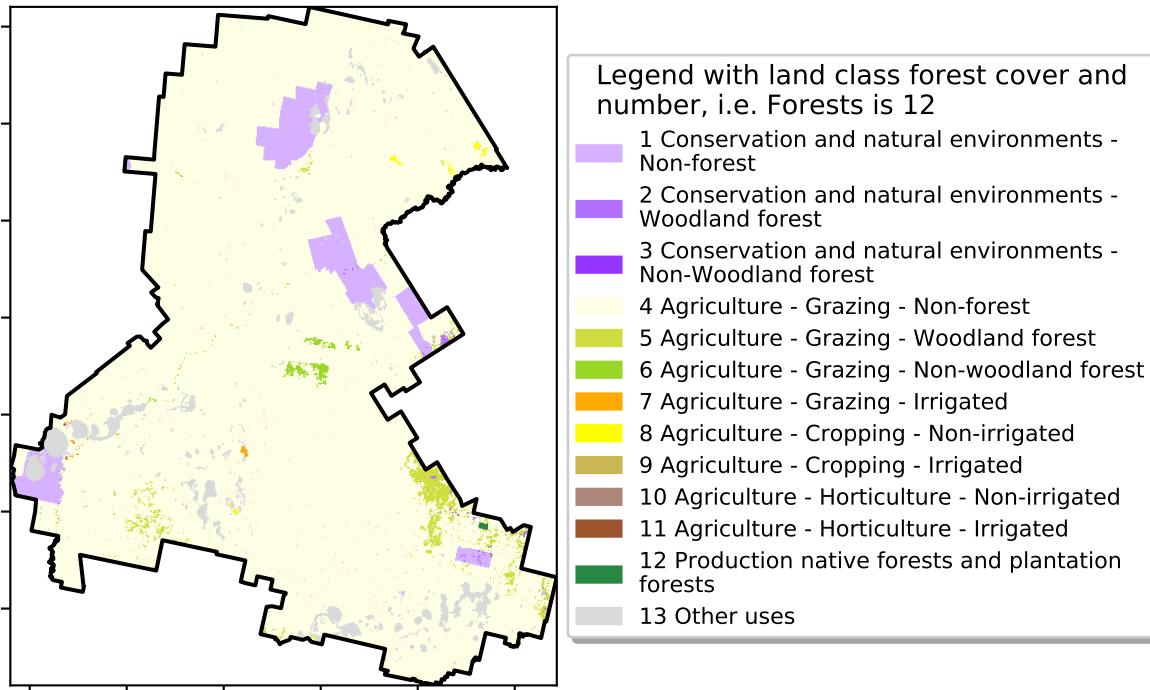 Legend with land class forest cover and
number, i.e. Forests is 12
1 Conservation and natural environments -
Non-forest
2 Conservation and natural environments -
Woodland forest
3 Conservation and natural environments -
Non-Woodland forest
4 Agriculture - Grazing - Non-forest
5 Agriculture - Grazing - Woodland forest
6 Agriculture - Grazing - Non-woodland forest
7 Agriculture - Grazing - Irrigated
8 Agriculture - Cropping - Non-irrigated
9 Agriculture - Cropping - Irrigated
10 Agriculture - Horticulture - Non-irrigated
11 Agriculture - Horticulture - Irrigated
12 Production native forests and plantation
forests
13 Other uses